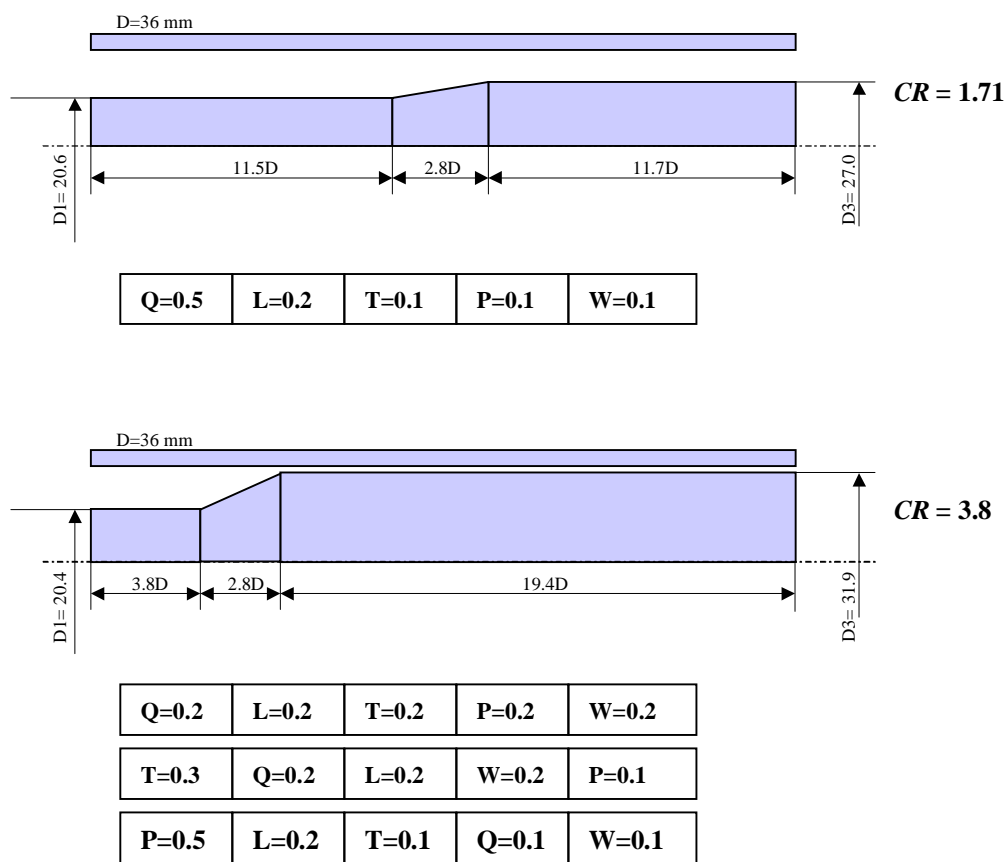 D=36 mm
CR = 1.71
11.5D 2.8D 11.7D
D1= 20.6
D3= 27.0
Q=0.5 L=0.2 T=0.1 P=0.1 W=0.1
D=36 mm
CR = 3.8
3.8D 2.8D 19.4D
D1= 20.4
D3= 31.9
Q=0.2 L=0.2 T=0.2 P=0.2 W=0.2
T=0.3 Q=0.2 L=0.2 W=0.2 P=0.1
P=0.5 L=0.2 T=0.1 Q=0.1 W=0.1